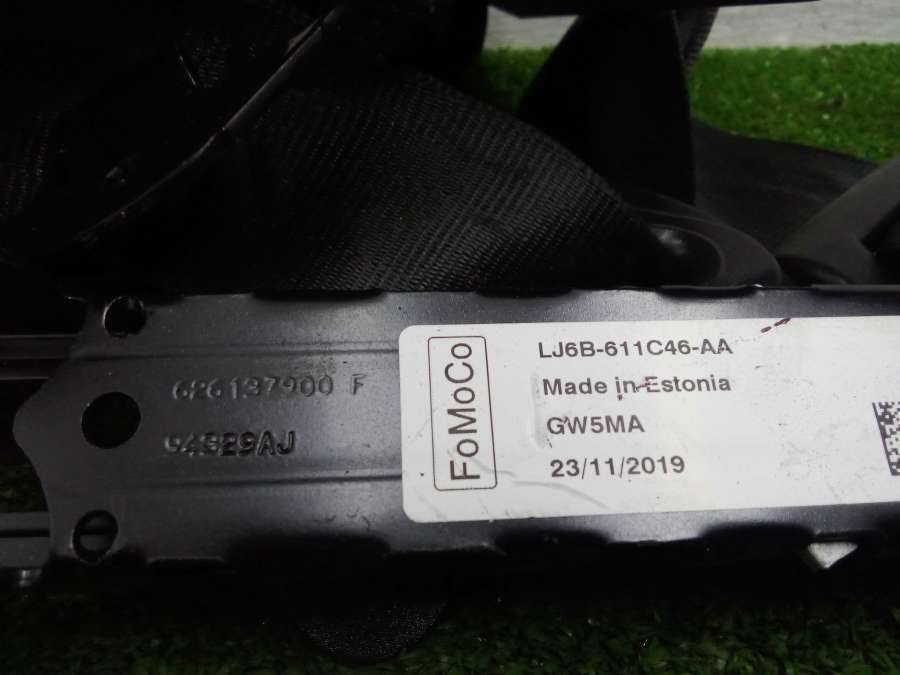 626137900 F
94329AJ
FoMoCo
LJ6B-611C46-AA
Made in Estonia
GW5MA
23/11/2019